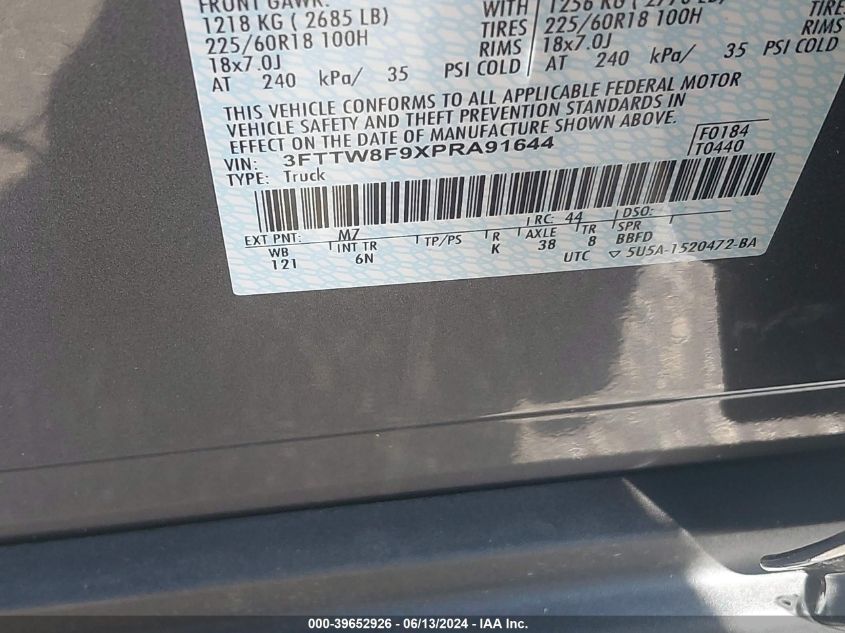 FRONT GAWR:
1218 KG ( 2685 LB) WITH
225/60R18 100H TIRES
18x7.0J RIMS
AT 240 kPa/ 35 PSI COLD
225/60R18 100H TIRES
18x7.0J RIMS
AT 240 kPa/ 35 PSI COLD
THIS VEHICLE CONFORMS TO ALL APPLICABLE FEDERAL MOTOR
VEHICLE SAFETY AND THEFT PREVENTION STANDARDS IN
EFFECT ON THE DATE OF MANUFACTURE SHOWN ABOVE.
VIN: 3FTTW8F9XPRA91644
TYPE: Truck
F0184
T0440
EXT PNT: M7 RC: 44 DSO:
WB INT TR TP/PS R AXLE TR SPR
121 6N K 38 8 BBFD
UTC ▽ 5U5A-1520472-BA
000-39652926 - 06/13/2024 - IAA Inc.